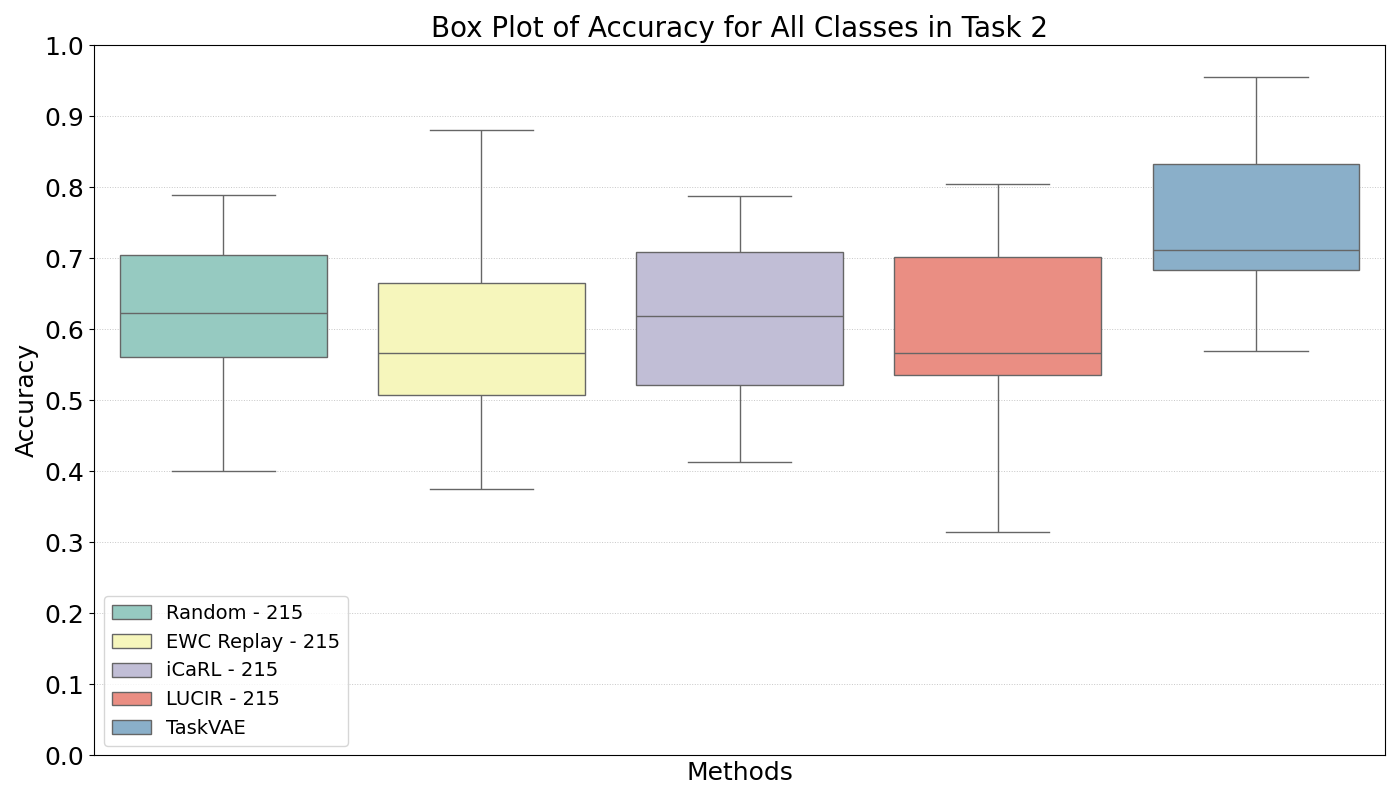 Box Plot of Accuracy for All Classes in Task 2
1.0
0.9
0.8
0.7
0.6
0.5
0.4
0.3
0.2
0.1
0.0
Accuracy
Random - 215
EWC Replay - 215
iCaRL - 215
LUCIR - 215
TaskVAE
Methods